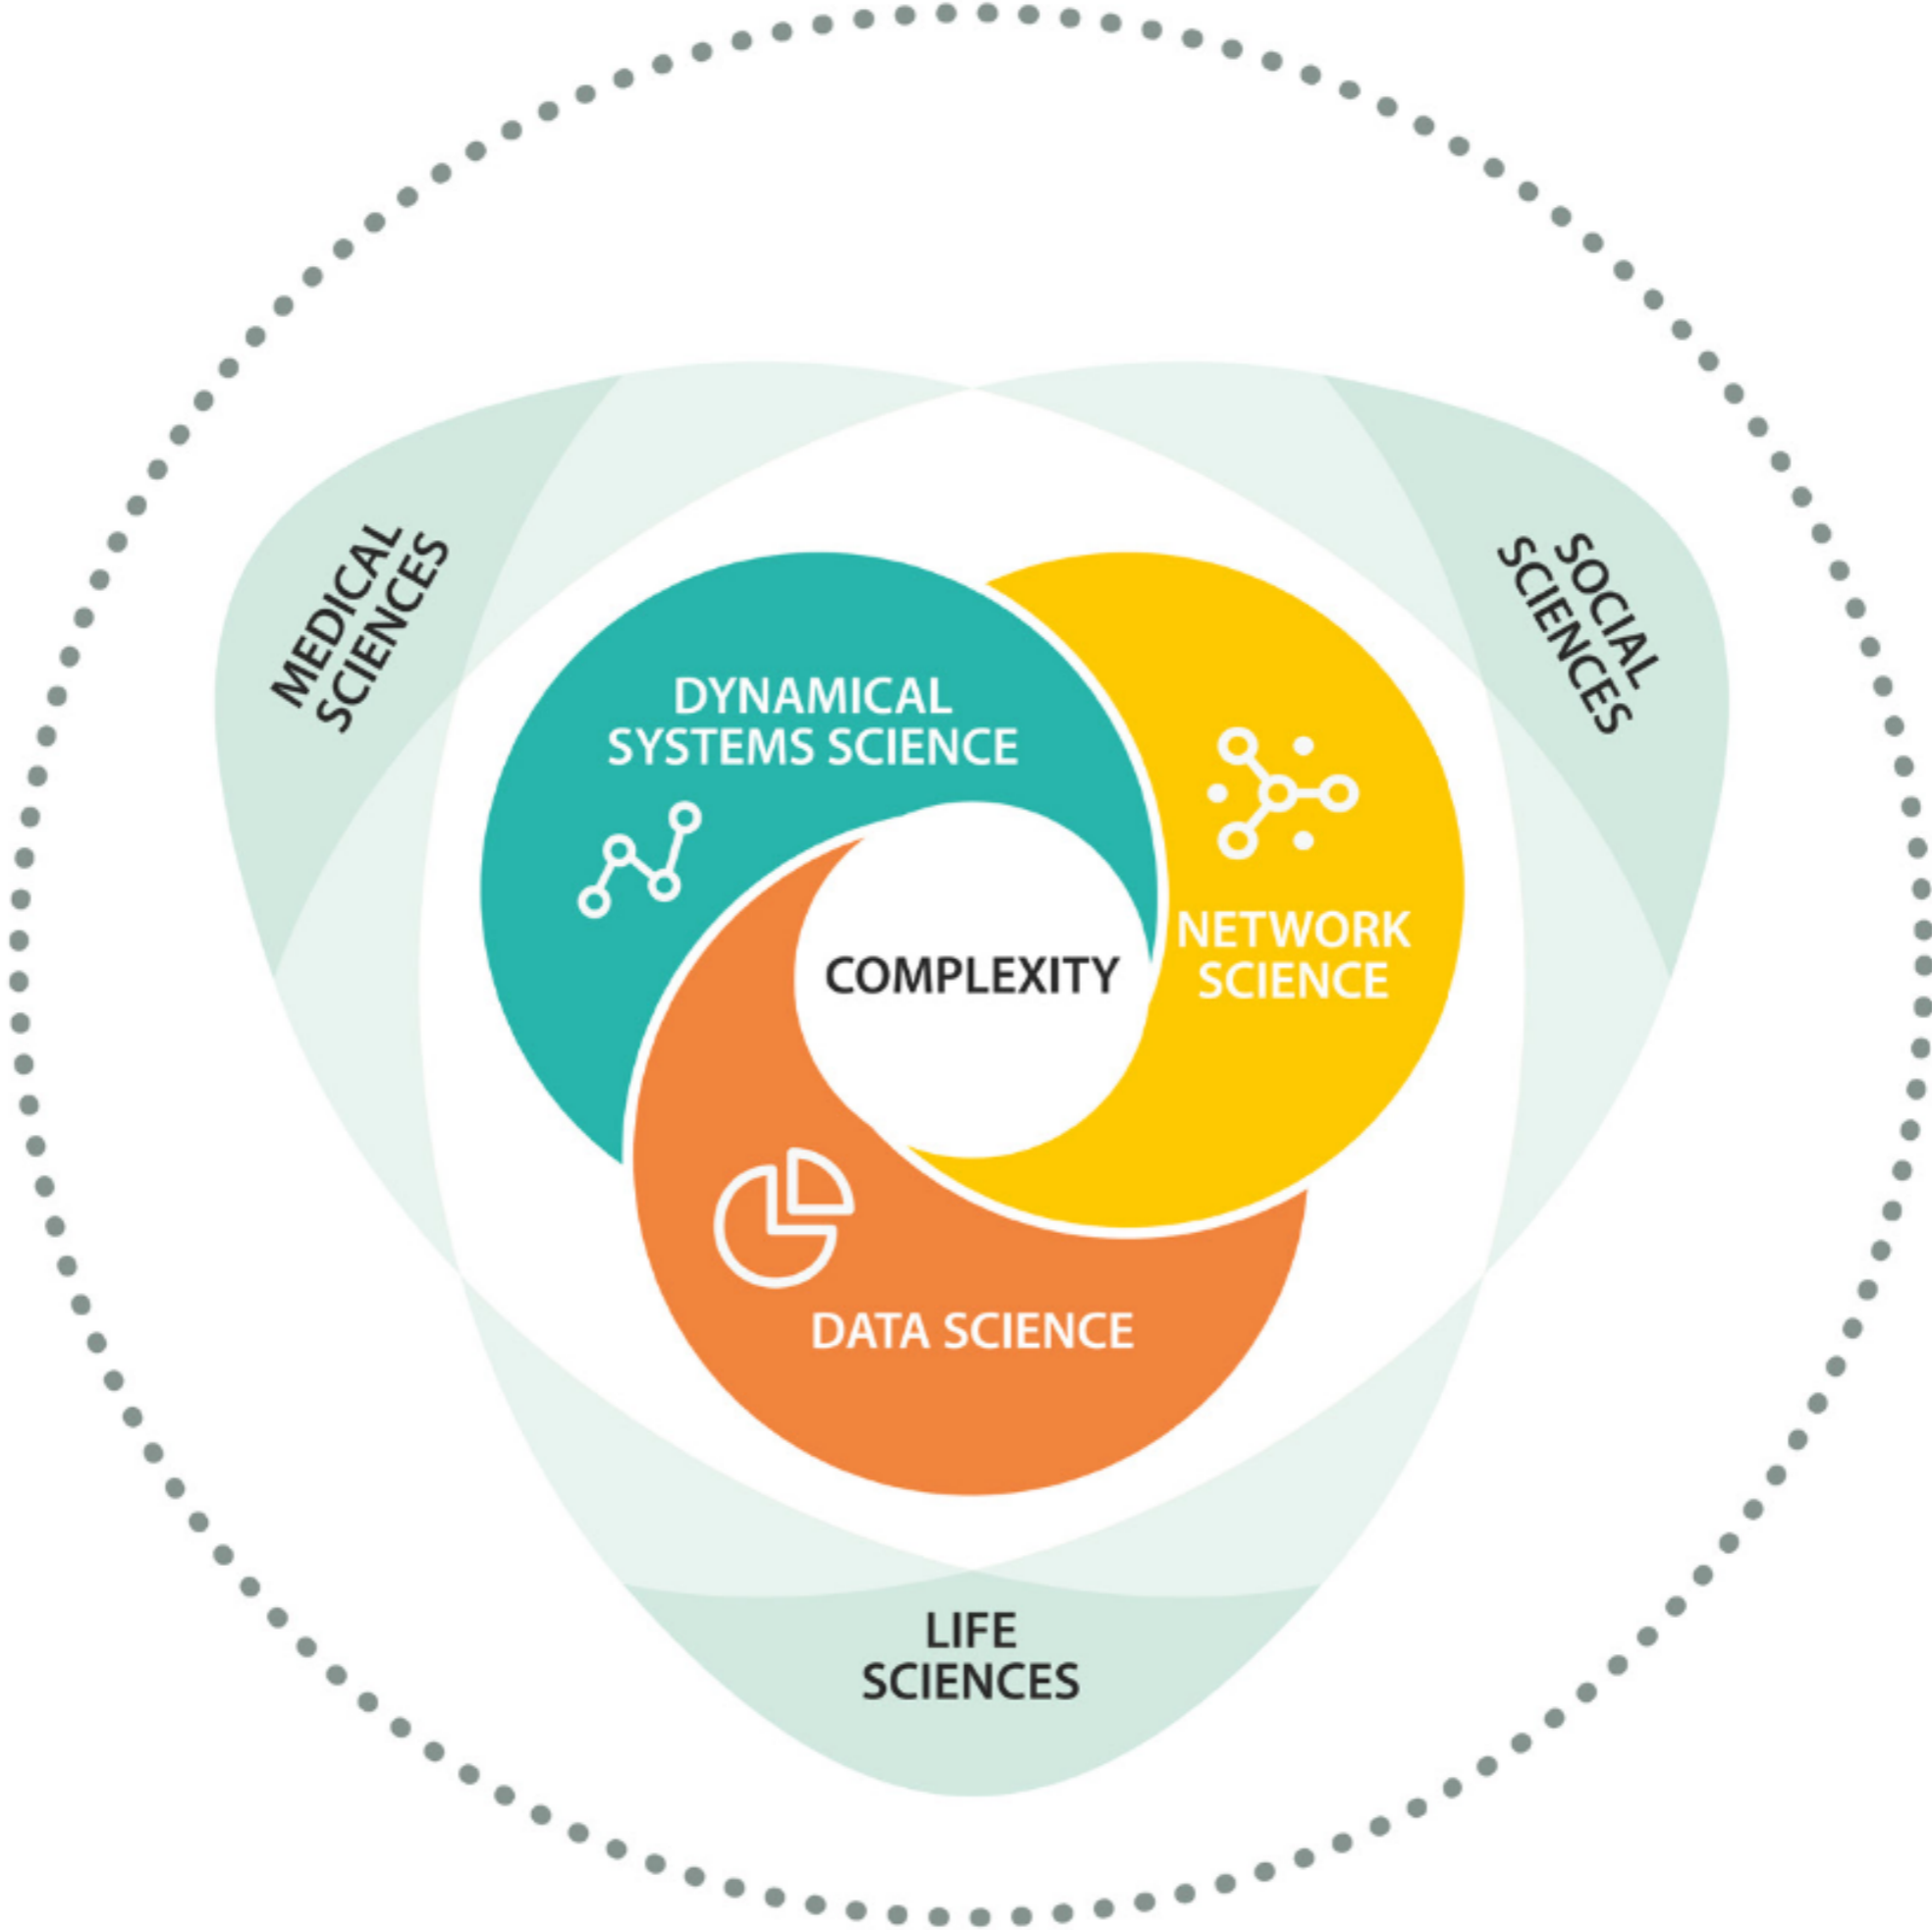 MEDICAL
SCIENCES
SOCIAL
SCIENCES
DYNAMICAL
SYSTEMS SCIENCE
NETWORK
SCIENCE
COMPLEXITY
DATA SCIENCE
LIFE
SCIENCES